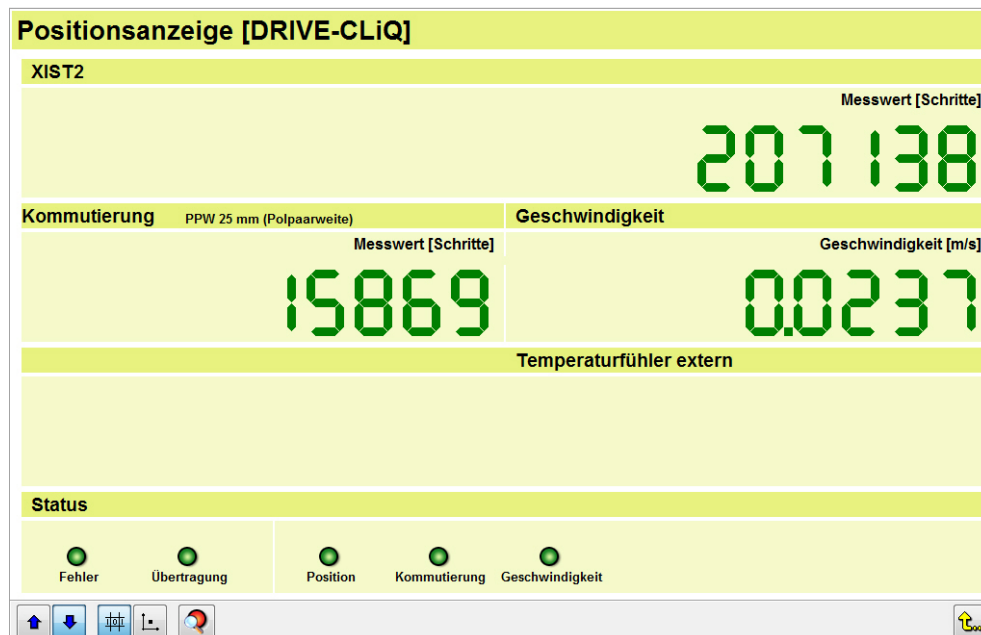 Positionsanzeige [DRIVE-CLiQ]
XIST2
Messwert [Schritte]
207138
Kommutierung PPW 25 mm (Polpaarweite) Geschwindigkeit
Messwert [Schritte] Geschwindigkeit [m/s]
15869 0.0237
Temperaturfühler extern
Status
Fehler Übertragung Position Kommutierung Geschwindigkeit